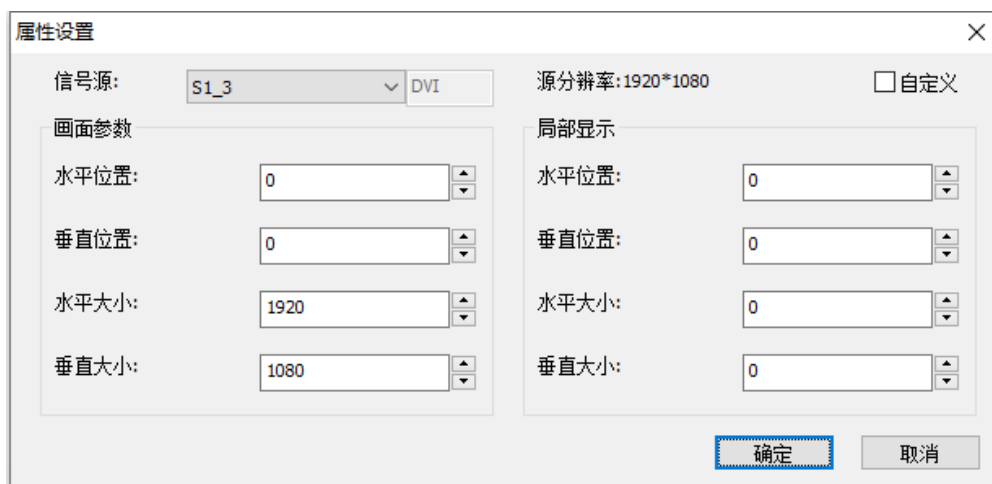 属性设置
信号源: S1_3 DVI 源分辨率:1920*1080 自定义
画面参数 局部显示
水平位置: 0 水平位置: 0
垂直位置: 0 垂直位置: 0
水平大小: 1920 水平大小: 0
垂直大小: 1080 垂直大小: 0
确定 取消